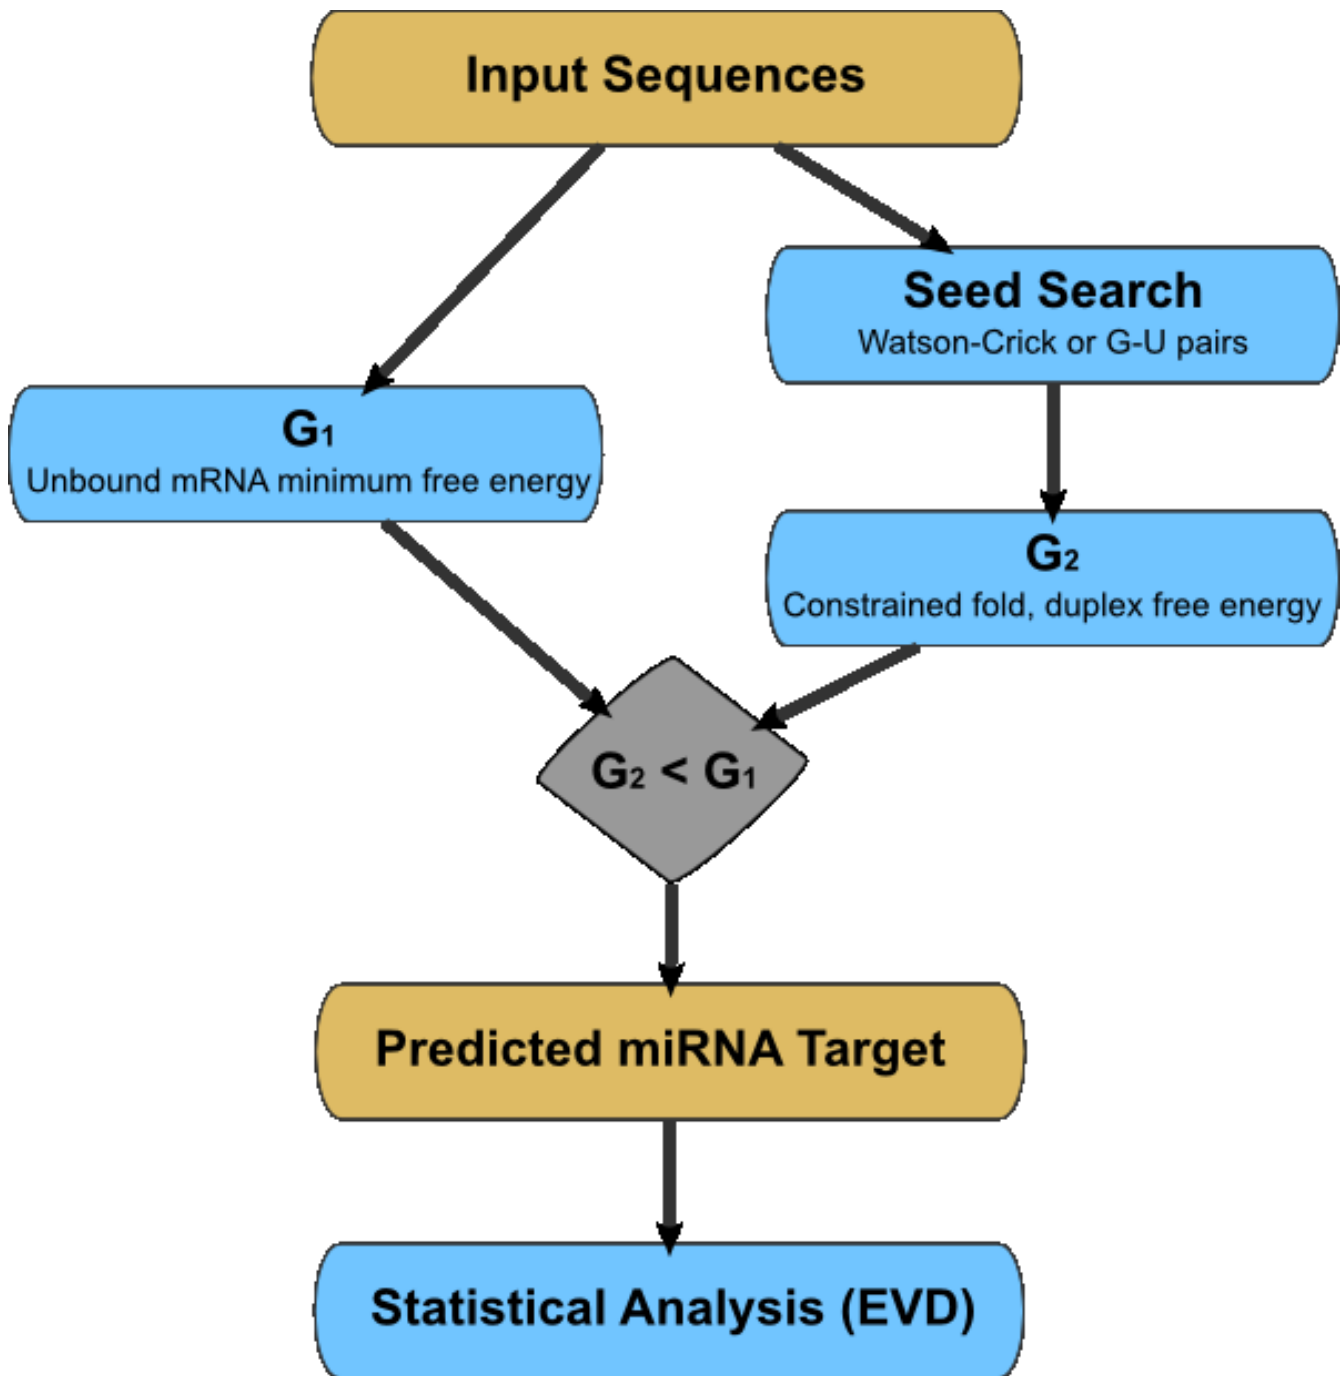 Input Sequences
Seed Search
Watson-Crick or G-U pairs
G₁
Unbound mRNA minimum free energy
G₂
Constrained fold, duplex free energy
G₂ < G₁
Predicted miRNA Target
Statistical Analysis (EVD)